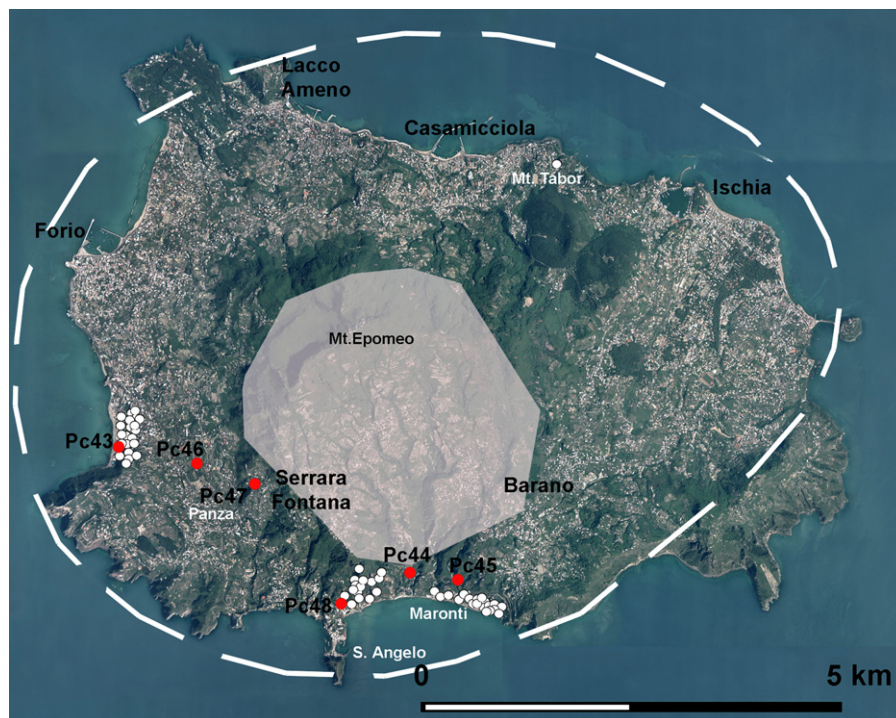 Lacco
Ameno
Casamicciola
Mt. Tabor
Ischia
Forio
Mt.Epomeo
Pc43
Pc46
Pc47
Panza
Serrara
Fontana
Barano
Pc44
Pc45
Pc48
Maronti
S. Angelo
0
5 km